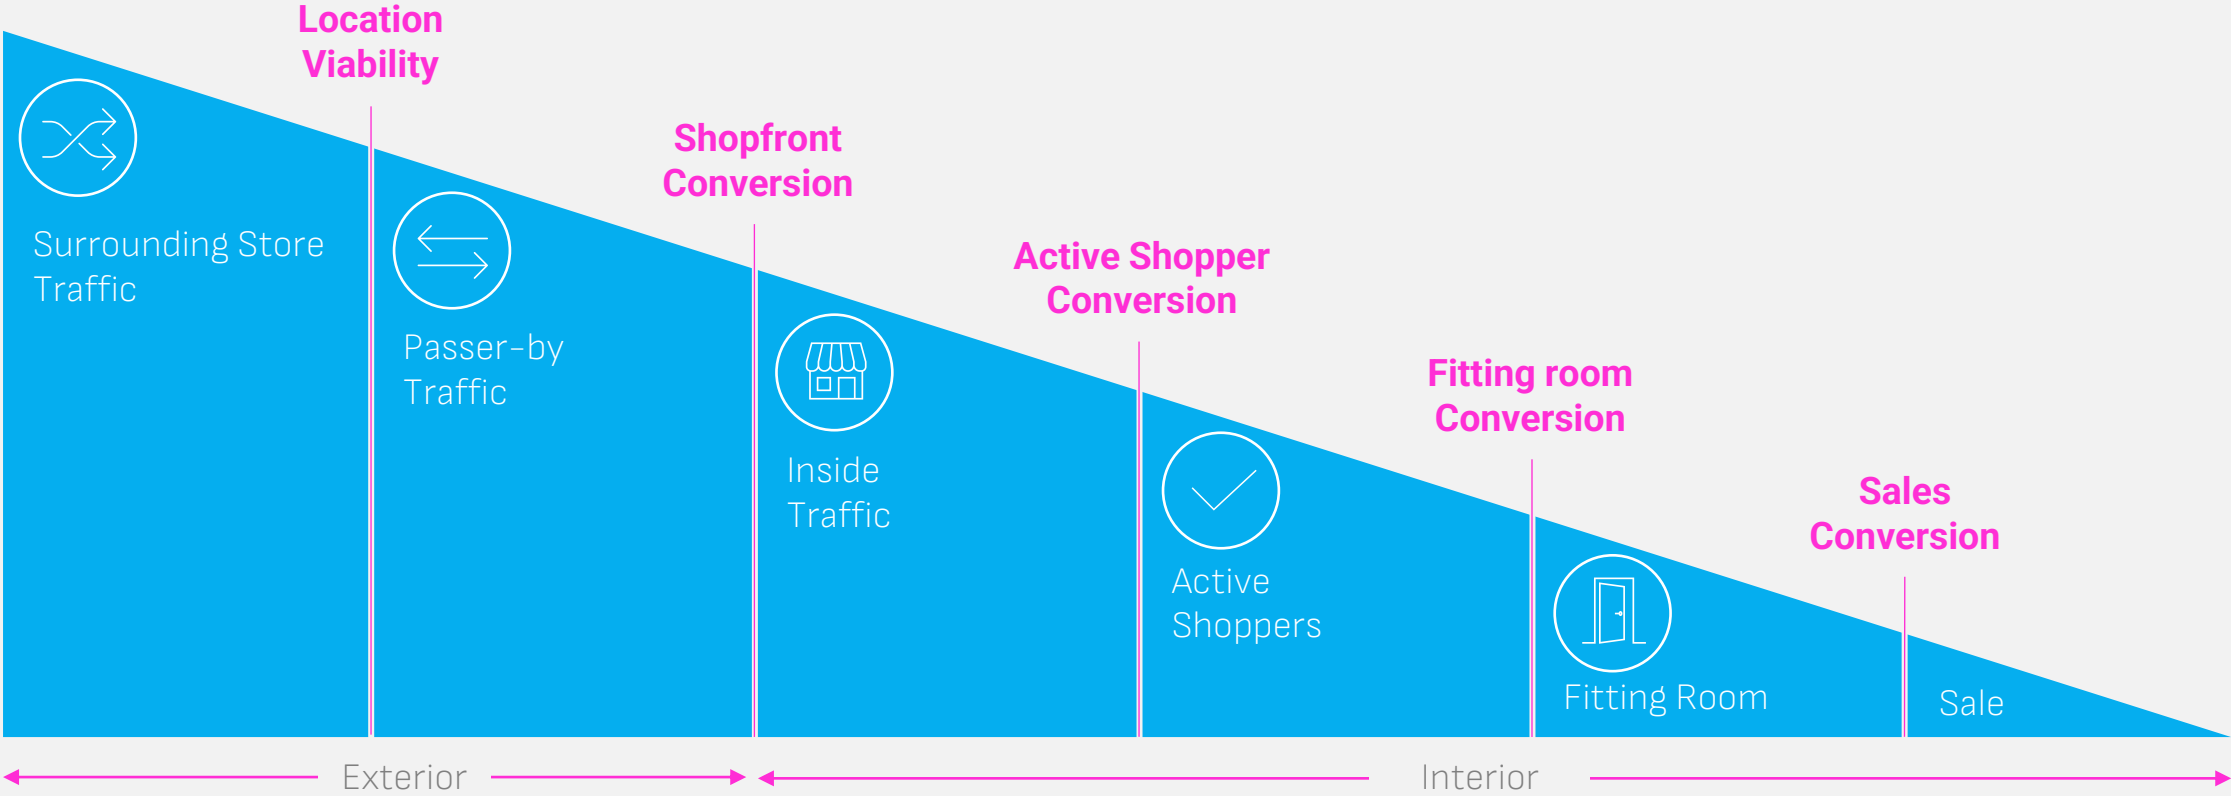 Location
Viability
Shopfront
Conversion
Active Shopper
Conversion
Fitting room
Conversion
Sales
Conversion
Surrounding Store
Traffic
Passer-by
Traffic
Inside
Traffic
Active
Shoppers
Fitting Room
Sale
Exterior
Interior